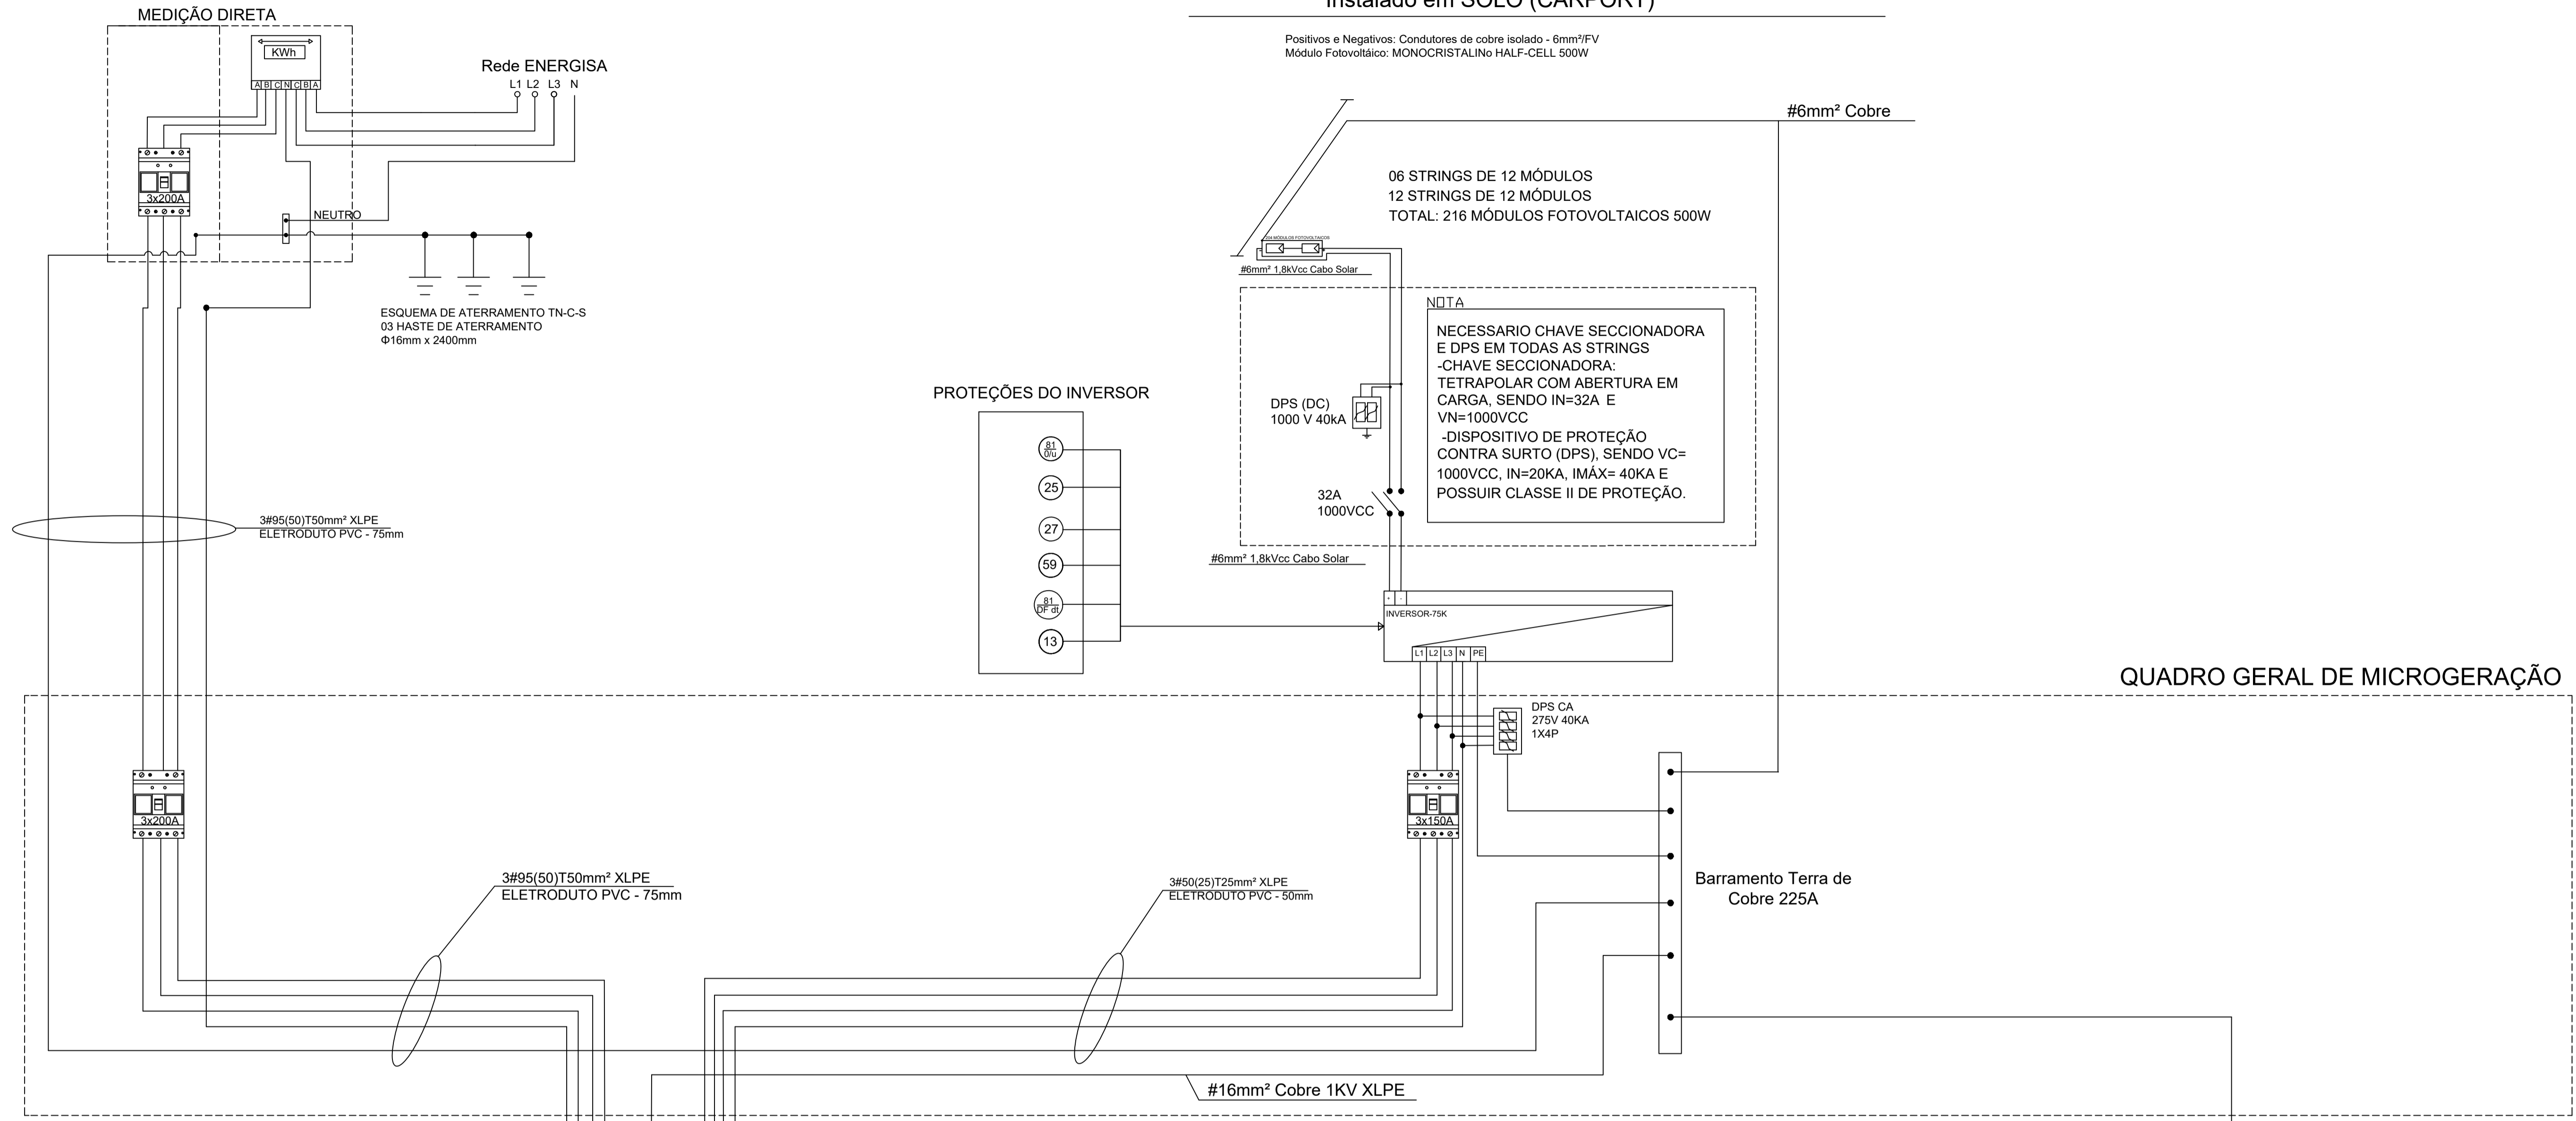 Instalado em SOLO (CARPORT)
MEDIÇÃO DIRETA
KWh
A B C N C B A
Rede ENERGISA
L1 L2 L3 N
3x200A
NEUTRO
ESQUEMA DE ATERRAMENTO TN-C-S
03 HASTE DE ATERRAMENTO
Φ16mm x 2400mm
Positivos e Negativos: Condutores de cobre isolado - 6mm²/FV
Módulo Fotovoltáico: MONOCRISTALINo HALF-CELL 500W
#6mm² Cobre
06 STRINGS DE 12 MÓDULOS
12 STRINGS DE 12 MÓDULOS
TOTAL: 216 MÓDULOS FOTOVOLTAICOS 500W
#6mm² 1,8kVcc Cabo Solar
NOTA
NECESSARIO CHAVE SECCIONADORA
E DPS EM TODAS AS STRINGS
-CHAVE SECCIONADORA:
TETRAPOLAR COM ABERTURA EM
CARGA, SENDO IN=32A E
VN=1000VCC
-DISPOSITIVO DE PROTEÇÃO
CONTRA SURTO (DPS), SENDO VC=
1000VCC, IN=20KA, IMÁX= 40KA E
POSSUIR CLASSE II DE PROTEÇÃO.
DPS (DC)
1000 V 40kA
32A
1000VCC
#6mm² 1,8kVcc Cabo Solar
PROTEÇÕES DO INVERSOR
81
0/u
25
27
59
81
DF dt
13
3#95(50)T50mm² XLPE
ELETRODUTO PVC - 75mm
+ -
INVERSOR-75K
L1 L2 L3 N PE
QUADRO GERAL DE MICROGERAÇÃO
DPS CA
275V 40KA
1X4P
3x200A
3x150A
3#95(50)T50mm² XLPE
ELETRODUTO PVC - 75mm
3#50(25)T25mm² XLPE
ELETRODUTO PVC - 50mm
Barramento Terra de
Cobre 225A
#16mm² Cobre 1KV XLPE